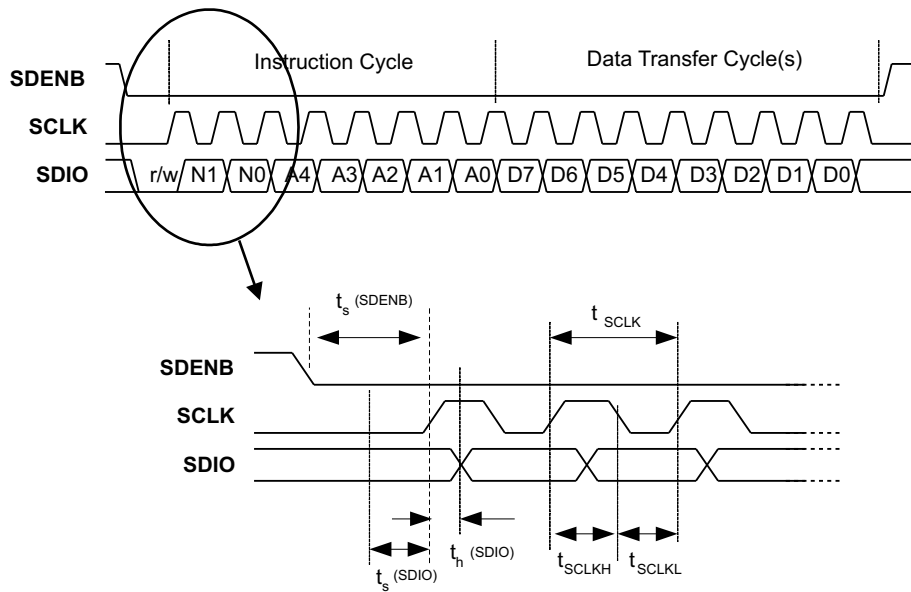 Instruction Cycle Data Transfer Cycle(s)
SDENB
SCLK
SDIO r/w N1 N0 A4 A3 A2 A1 A0 D7 D6 D5 D4 D3 D2 D1 D0
ts (SDENB) tSCLK
SDENB
SCLK
SDIO
ts (SDIO) th (SDIO) tSCLKH tSCLKL